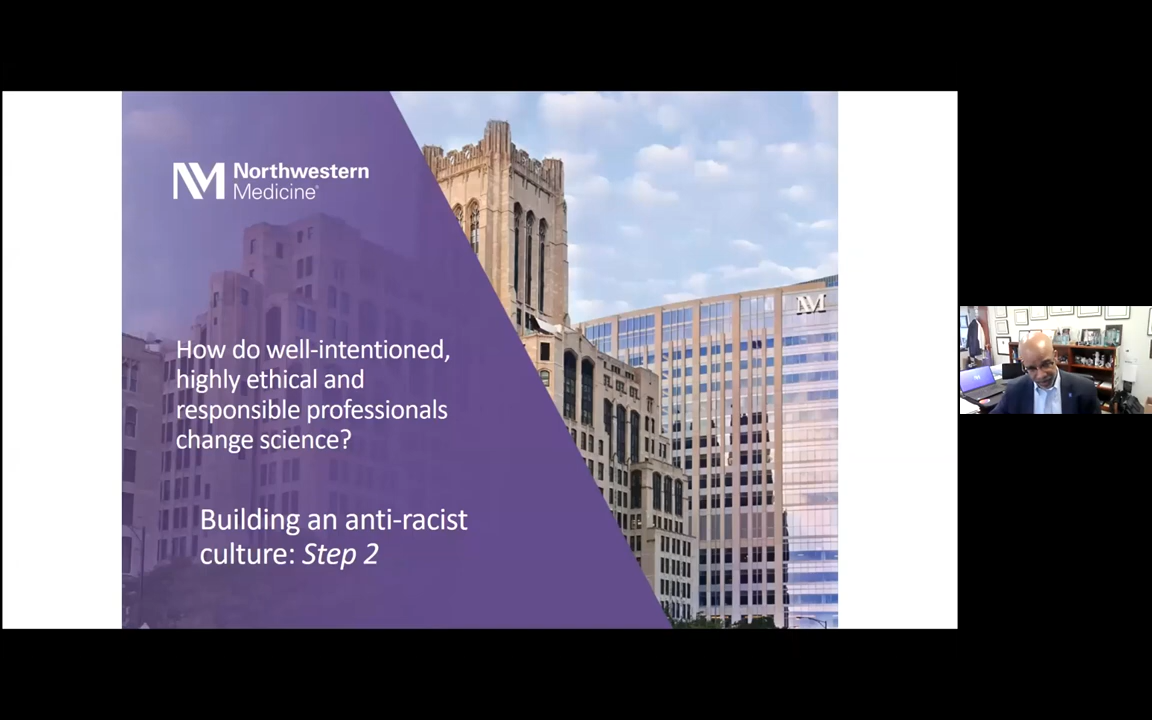 Northwestern
Medicine
How do well-intentioned,
highly ethical and
responsible professionals
change science?
Building an anti-racist
culture: Step 2